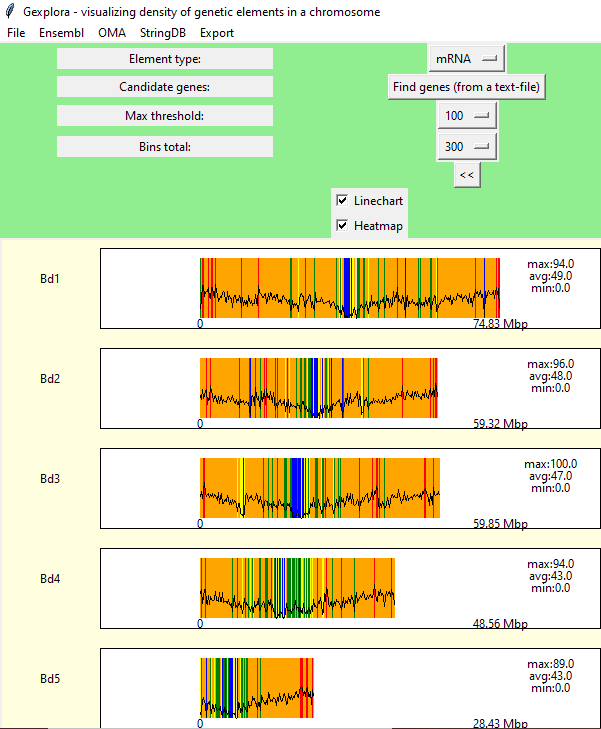 Gexplora - visualizing density of genetic elements in a chromosome
File Ensembl OMA StringDB Export
Element type: mRNA
Candidate genes: Find genes (from a text-file)
Max threshold: 100
Bins total: 300
<<
Linechart
Heatmap
Bd1
max:94.0
avg:49.0
min:0.0
0 74.83 Mbp
Bd2
max:96.0
avg:48.0
min:0.0
0 59.32 Mbp
Bd3
max:100.0
avg:47.0
min:0.0
0 59.85 Mbp
Bd4
max:94.0
avg:43.0
min:0.0
0 48.56 Mbp
Bd5
max:89.0
avg:43.0
min:0.0
0 28.43 Mbp